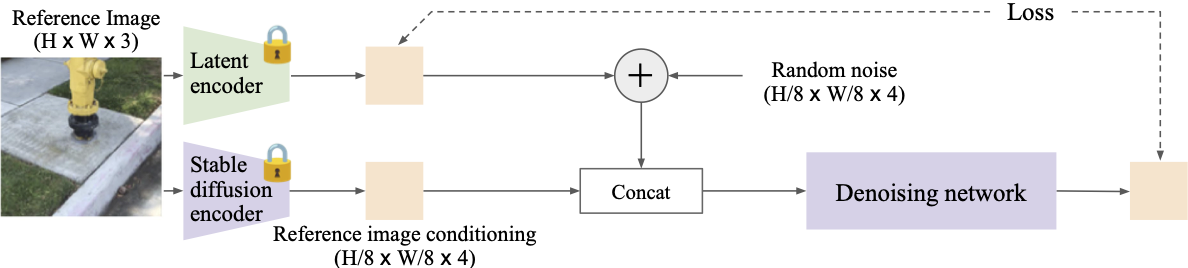 Reference Image
(H x W x 3)
Latent
encoder
Stable
diffusion
encoder
Reference image conditioning
(H/8 x W/8 x 4)
+
Random noise
(H/8 x W/8 x 4)
Concat
Denoising network
Loss